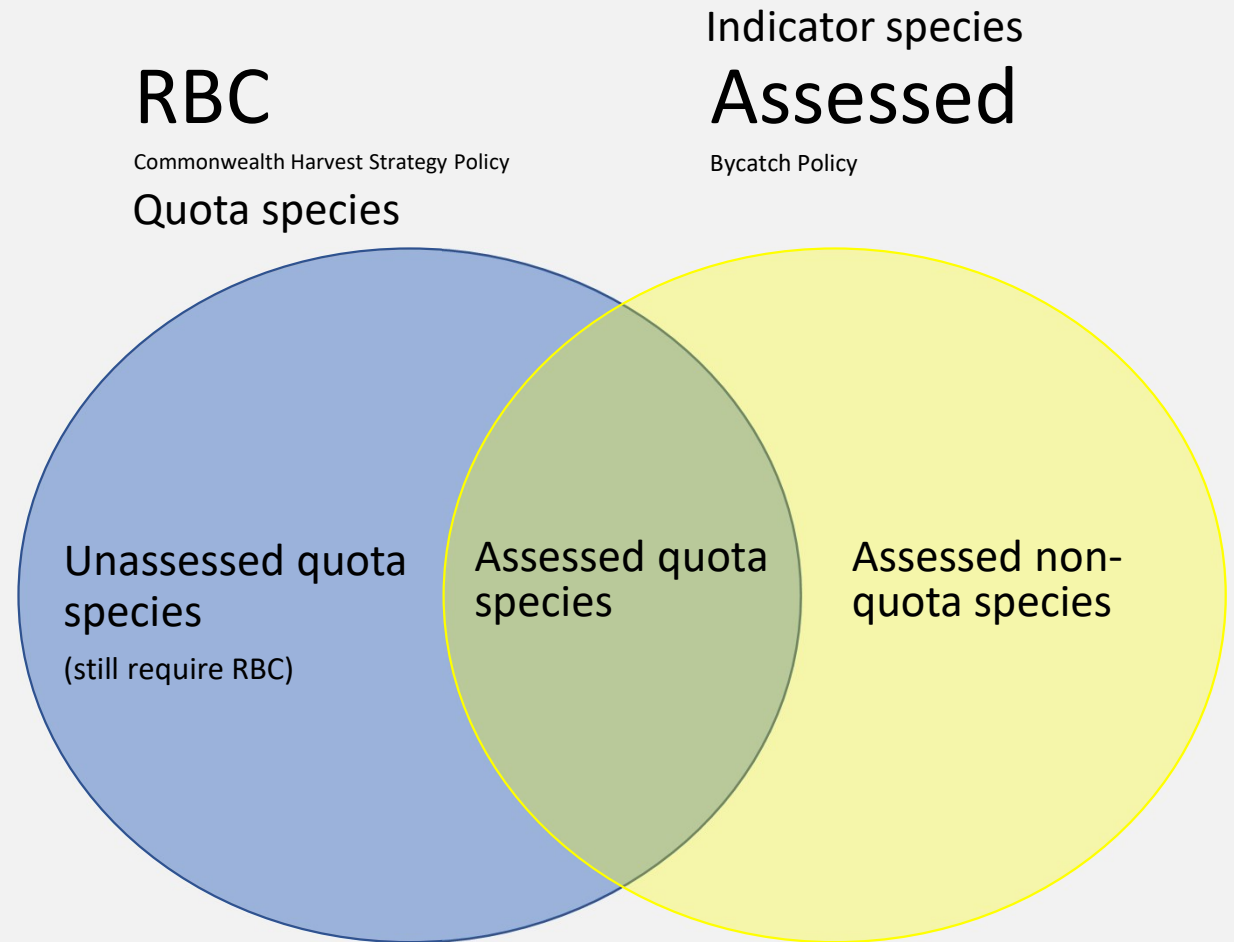 Indicator species
RBC
Assessed
Commonwealth Harvest Strategy Policy
Bycatch Policy
Quota species
Unassessed quota
species
(still require RBC)
Assessed quota
species
Assessed non-
quota species